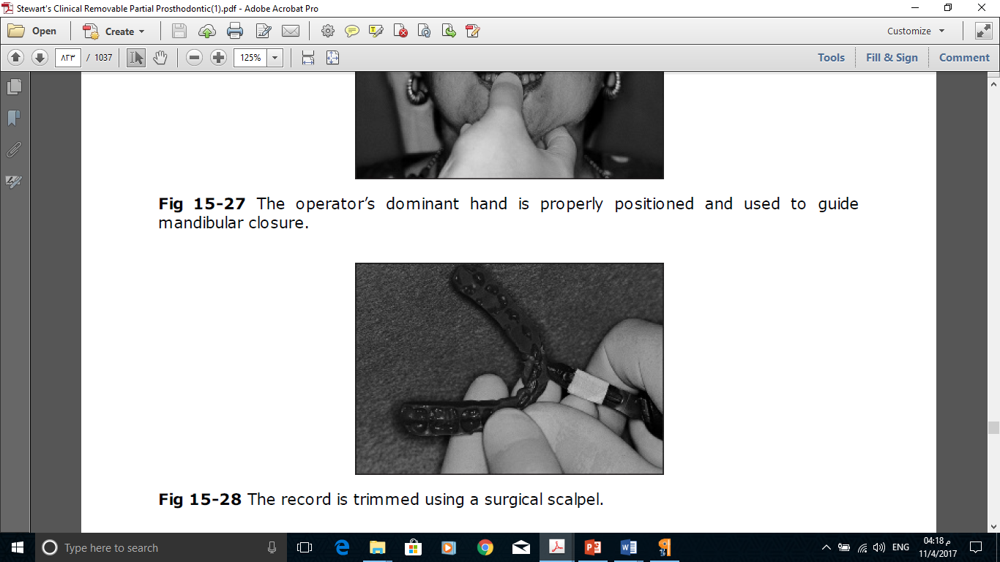 Stewart's Clinical Removable Partial Prosthodontic(1).pdf - Adobe Acrobat Pro
Open
Create
Customize
٨٢٣ / 1037
125%
Tools
Fill & Sign
Comment
Fig 15-27 The operator’s dominant hand is properly positioned and used to guide
mandibular closure.
Fig 15-28 The record is trimmed using a surgical scalpel.
Type here to search
ENG
04:18 م
11/4/2017